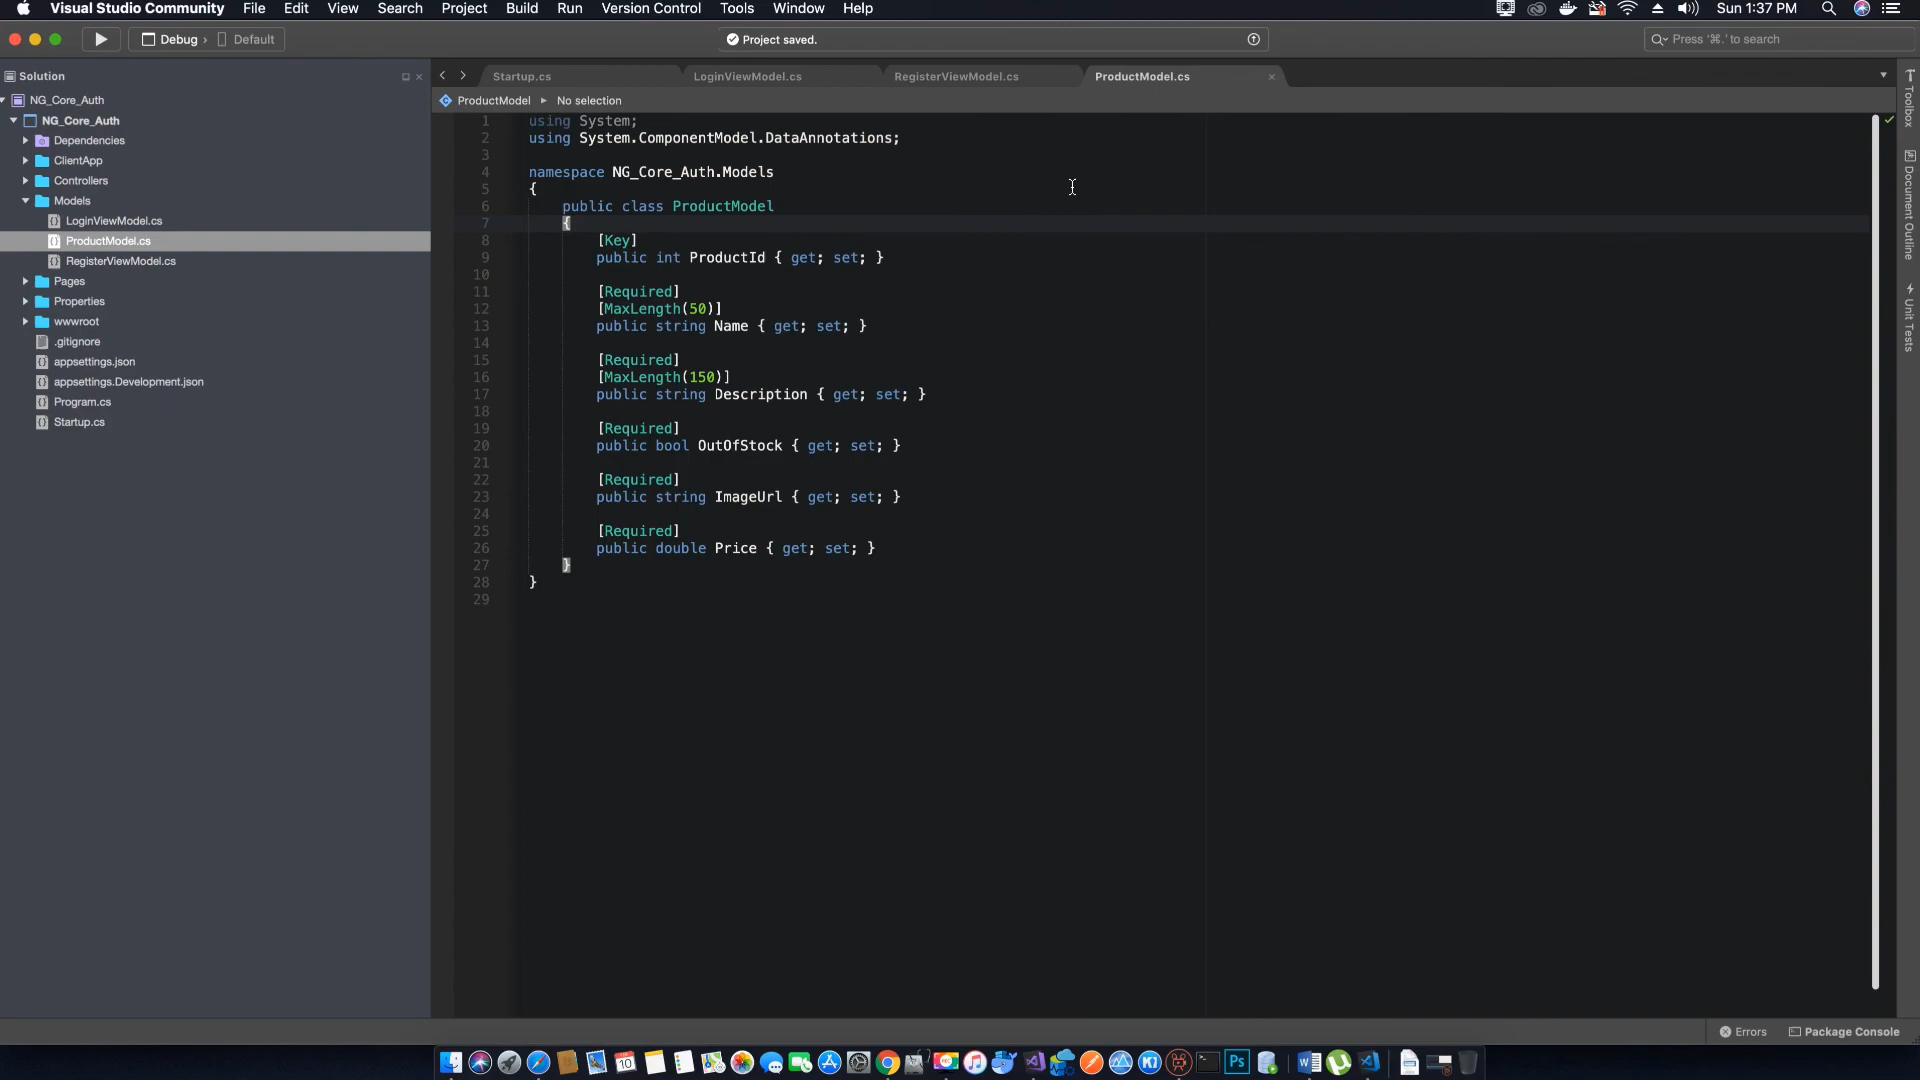 Visual Studio Community File Edit View Search Project Build Run Version Control Tools Window Help Sun 1:37 PM
Debug › Default
Project saved.
Press '⌘.' to search
Solution
NG_Core_Auth
NG_Core_Auth
Dependencies
ClientApp
Controllers
Models
LoginViewModel.cs
ProductModel.cs
RegisterViewModel.cs
Pages
Properties
wwwroot
.gitignore
appsettings.json
appsettings.Development.json
Program.cs
Startup.cs
Startup.cs LoginViewModel.cs RegisterViewModel.cs ProductModel.cs
ProductModel No selection
1 using System;
2 using System.ComponentModel.DataAnnotations;
3
4 namespace NG_Core_Auth.Models
5 {
6 public class ProductModel
7 {
8 [Key]
9 public int ProductId { get; set; }
10
11 [Required]
12 [MaxLength(50)]
13 public string Name { get; set; }
14
15 [Required]
16 [MaxLength(150)]
17 public string Description { get; set; }
18
19 [Required]
20 public bool OutOfStock { get; set; }
21
22 [Required]
23 public string ImageUrl { get; set; }
24
25 [Required]
26 public double Price { get; set; }
27 }
28 }
29
Toolbox
Document Outline
Unit Tests
Errors Package Console